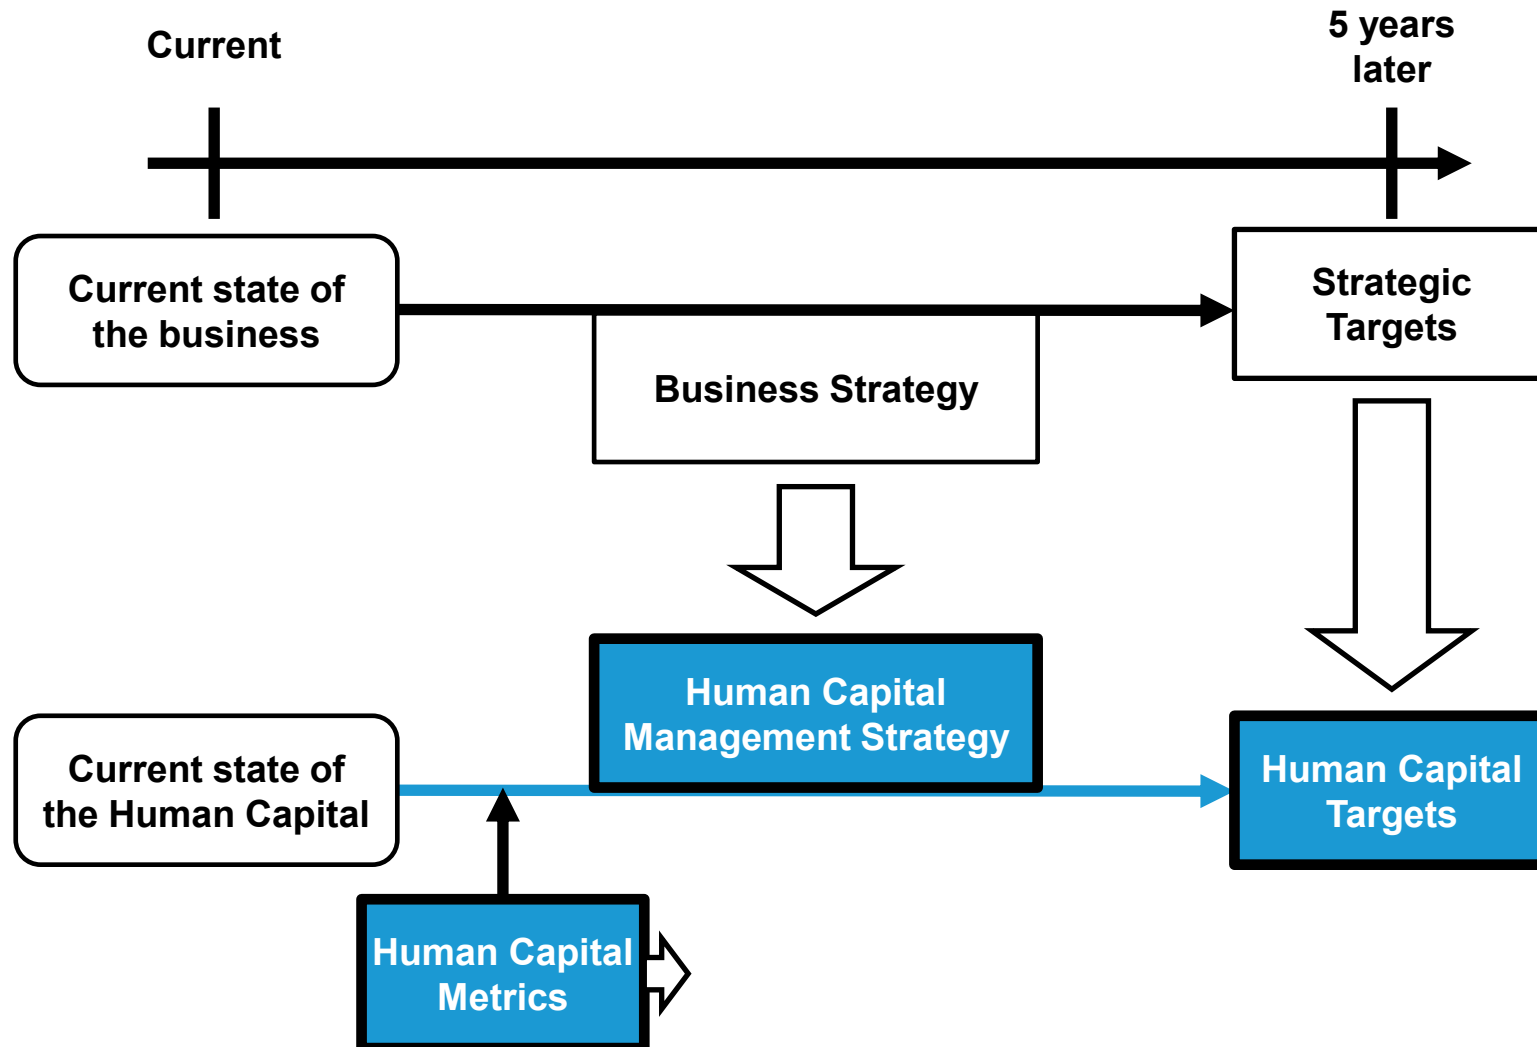 Current
5 years
later
Current state of
the business
Strategic
Targets
Business Strategy
Human Capital
Management Strategy
Current state of
the Human Capital
Human Capital
Targets
Human Capital
Metrics